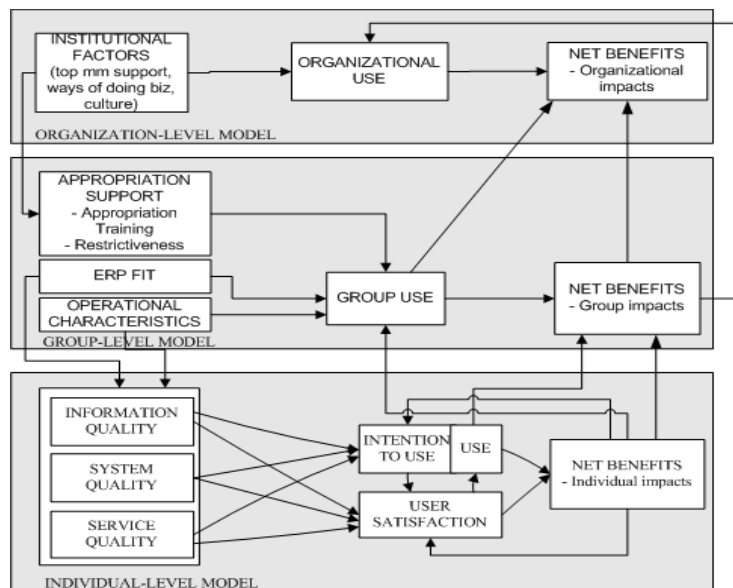 INSTITUTIONAL
FACTORS
(top mm support,
ways of doing biz,
culture)
ORGANIZATIONAL
USE
NET BENEFITS
- Organizational
impacts
ORGANIZATION-LEVEL MODEL
APPROPRIATION
SUPPORT
- Appropriation
Training
- Restrictiveness
ERP FIT
OPERATIONAL
CHARACTERISTICS
GROUP USE
NET BENEFITS
- Group impacts
GROUP-LEVEL MODEL
INFORMATION
QUALITY
SYSTEM
QUALITY
SERVICE
QUALITY
INTENTION
TO USE
USE
USER
SATISFACTION
NET BENEFITS
- Individual impacts
INDIVIDUAL-LEVEL MODEL